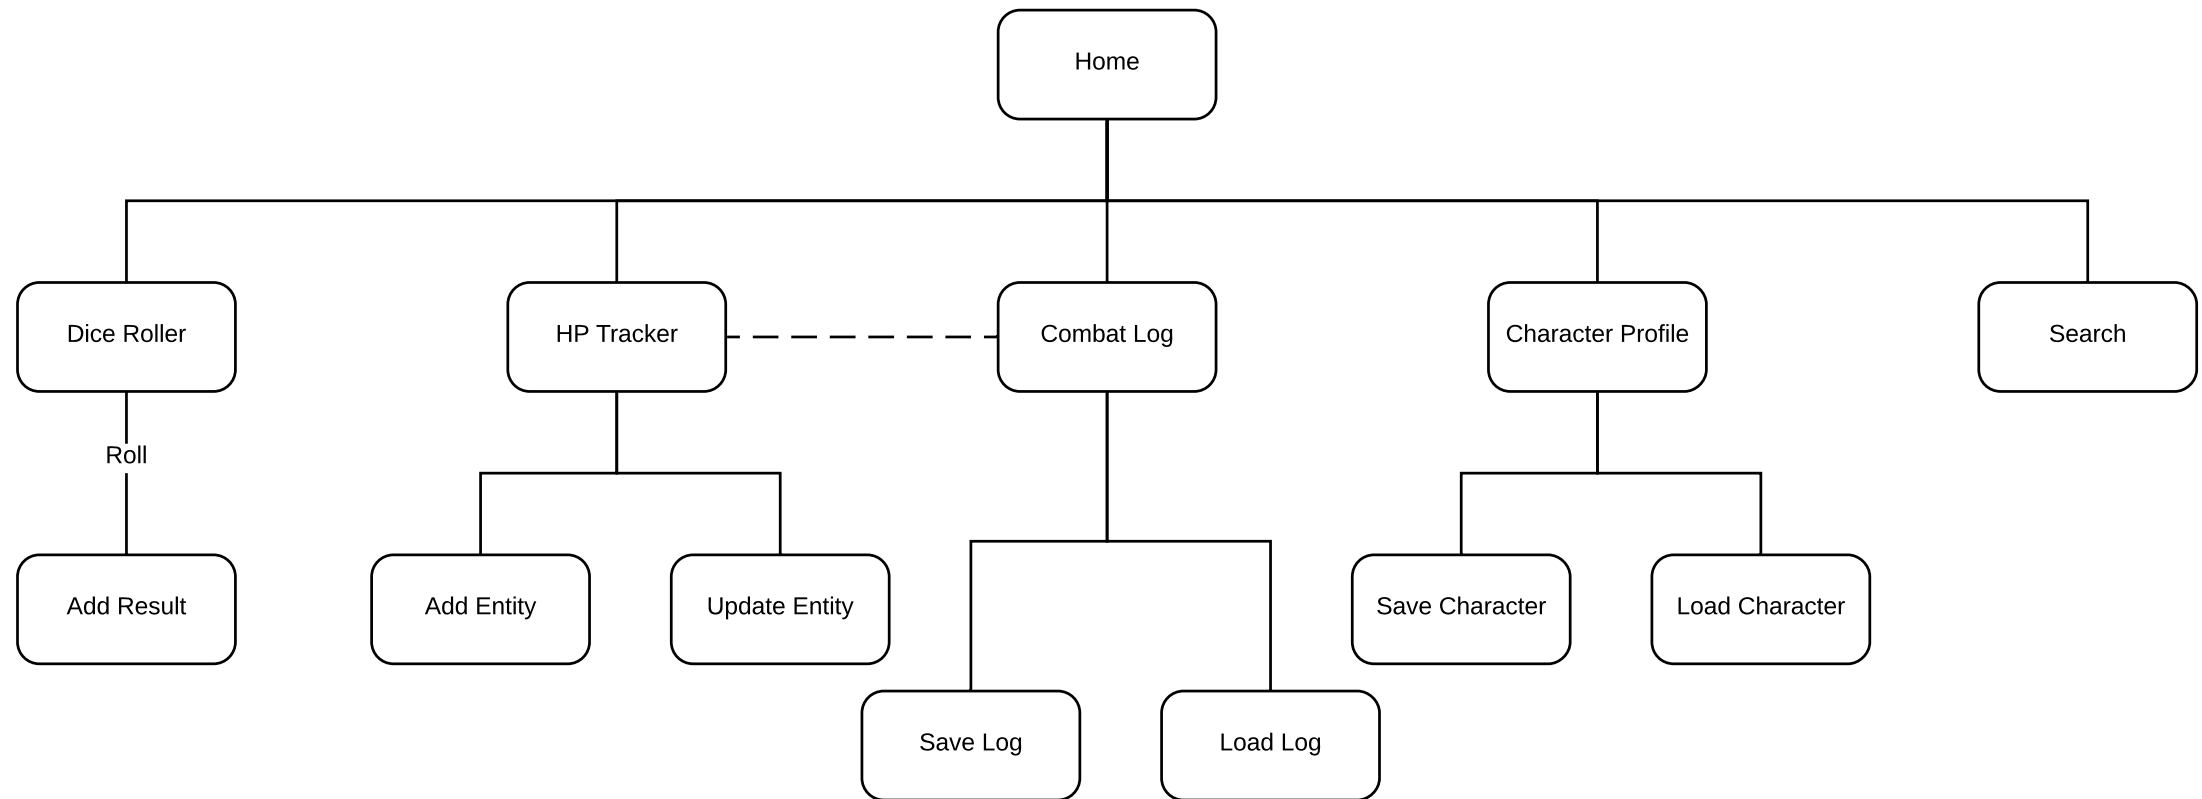 Home
Dice Roller
HP Tracker
Combat Log
Character Profile
Search
Roll
Add Result
Add Entity
Update Entity
Save Character
Load Character
Save Log
Load Log